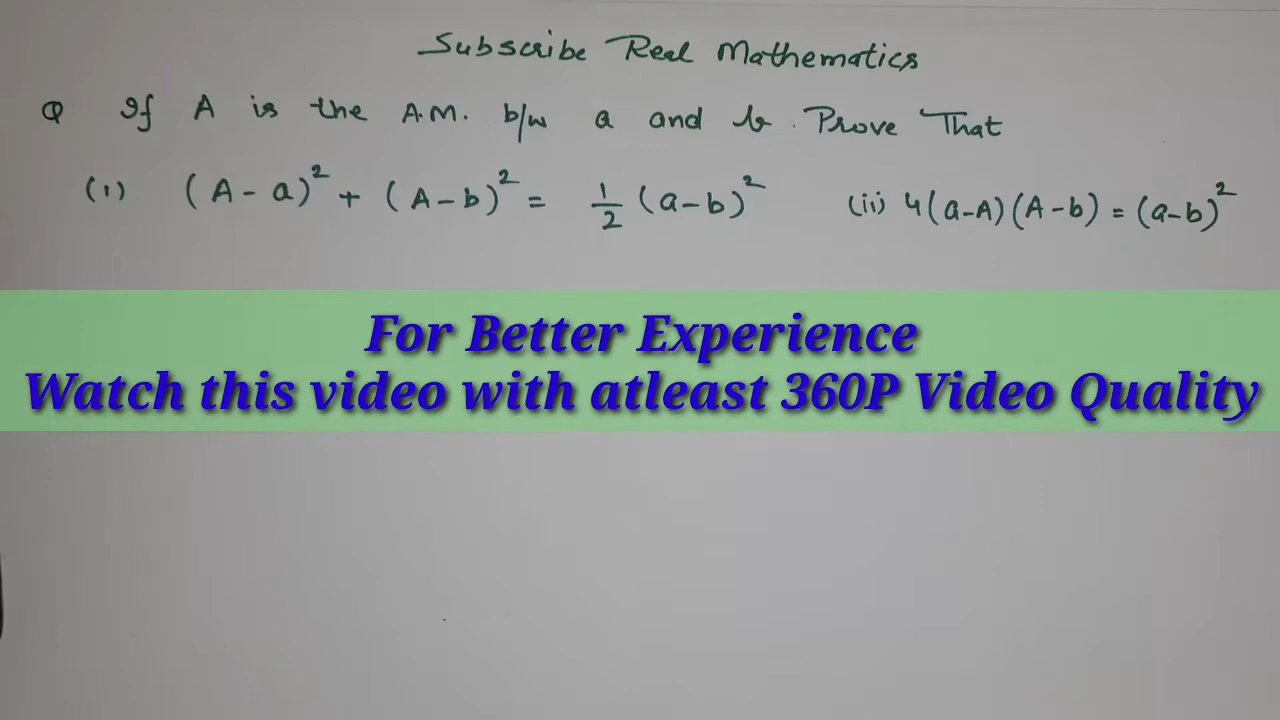 Subscribe Real Mathematics
Q If A is the A.M. b/w a and b. Prove That
(1) (A-a)² + (A-b)² = 1/2 (a-b)² (ii) 4(a-A)(A-b) = (a-b)²
For Better Experience
Watch this video with atleast 360P Video Quality